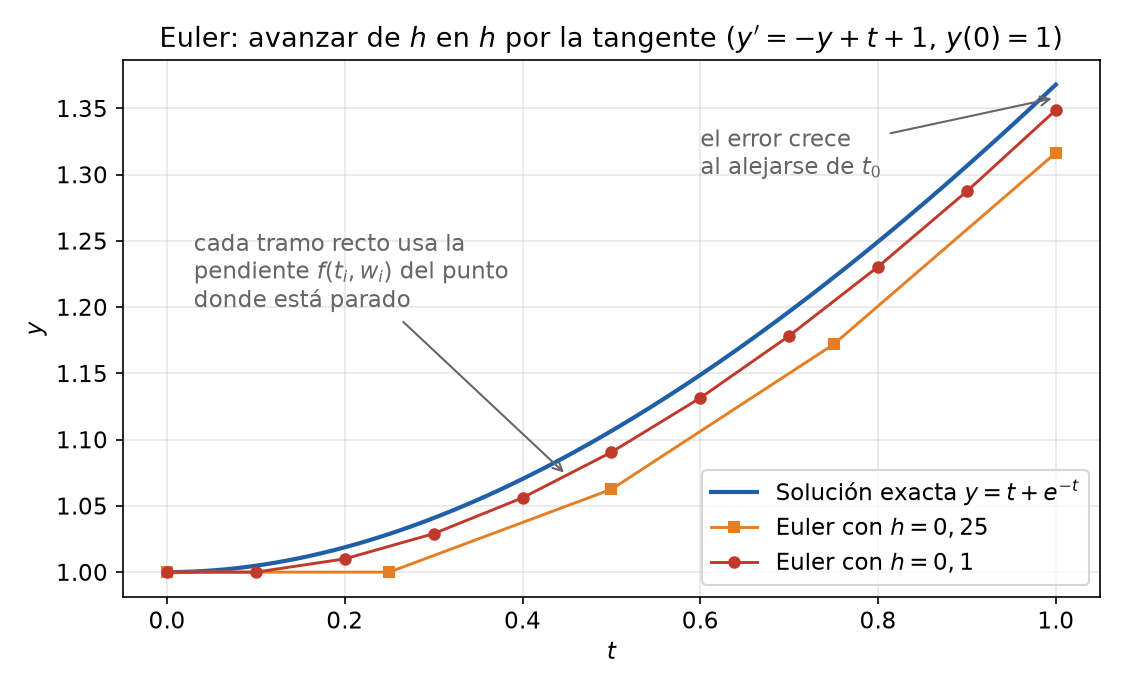 Euler: avanzar de h en h por la tangente (y′ = −y + t + 1, y(0) = 1)
1.35
1.30
1.25
1.20
1.15
1.10
1.05
1.00
y
el error crece
al alejarse de t₀
cada tramo recto usa la
pendiente f(tᵢ, wᵢ) del punto
donde está parado
Solución exacta y = t + e⁻ᵗ
Euler con h = 0, 25
Euler con h = 0, 1
0.0 0.2 0.4 0.6 0.8 1.0
t